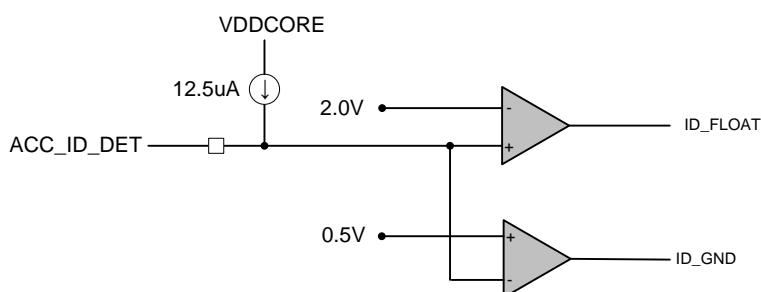 VDDCORE
12.5uA
2.0V
-
ID_FLOAT
ACC_ID_DET
+
0.5V
+
ID_GND
-